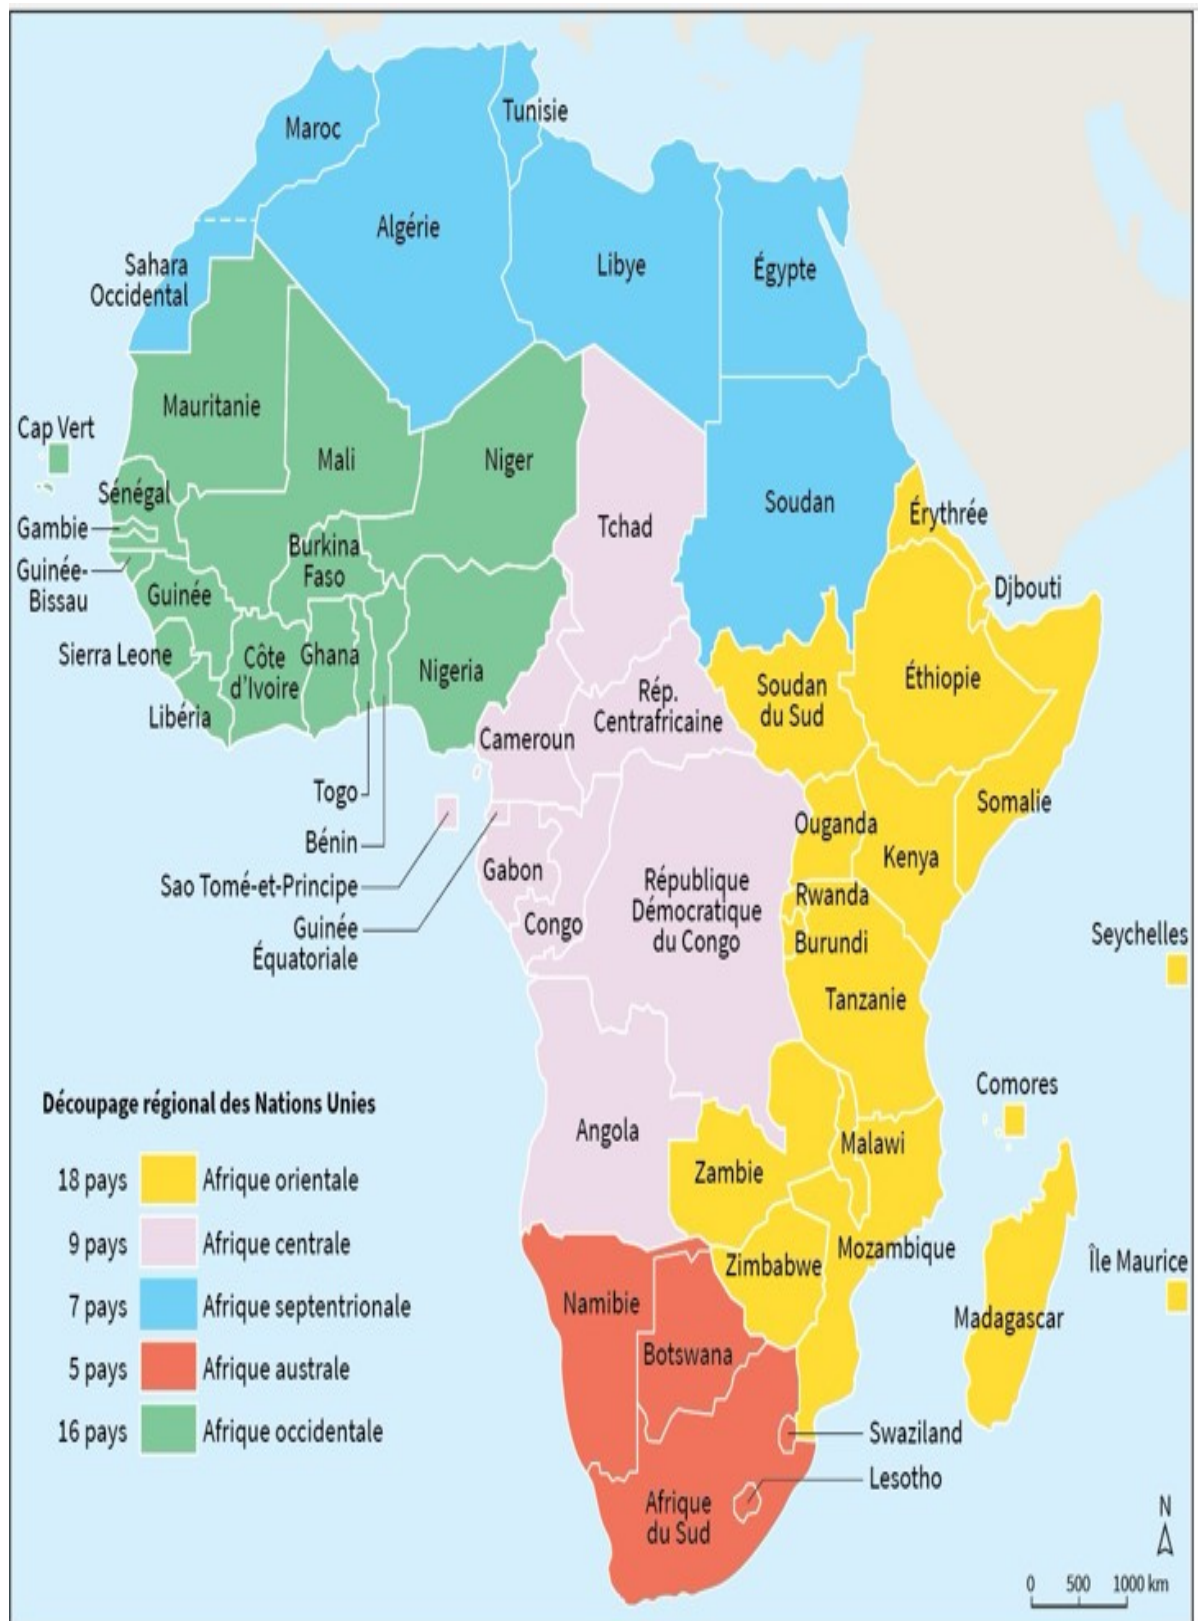 Maroc
Tunisie
Algérie
Libye
Égypte
Sahara
Occidental
Mauritanie
Cap Vert
Mali
Niger
Sénégal
Gambie
Guinée-
Bissau
Burkina
Faso
Guinée
Sierra Leone
Côte
d'Ivoire
Ghana
Libéria
Nigeria
Tchad
Soudan
Érythrée
Djibouti
Éthiopie
Soudan
du Sud
Rép.
Centrafricaine
Cameroun
Togo
Bénin
Sao Tomé-et-Principe
Guinée
Équatoriale
Gabon
Congo
République
Démocratique
du Congo
Ouganda
Kenya
Somalie
Rwanda
Burundi
Tanzanie
Seychelles
Comores
Angola
Zambie
Malawi
Mozambique
Zimbabwe
Île Maurice
Madagascar
Namibie
Botswana
Swaziland
Lesotho
Afrique
du Sud
Découpage régional des Nations Unies
18 pays Afrique orientale
9 pays Afrique centrale
7 pays Afrique septentrionale
5 pays Afrique australe
16 pays Afrique occidentale
N
0 500 1000 km